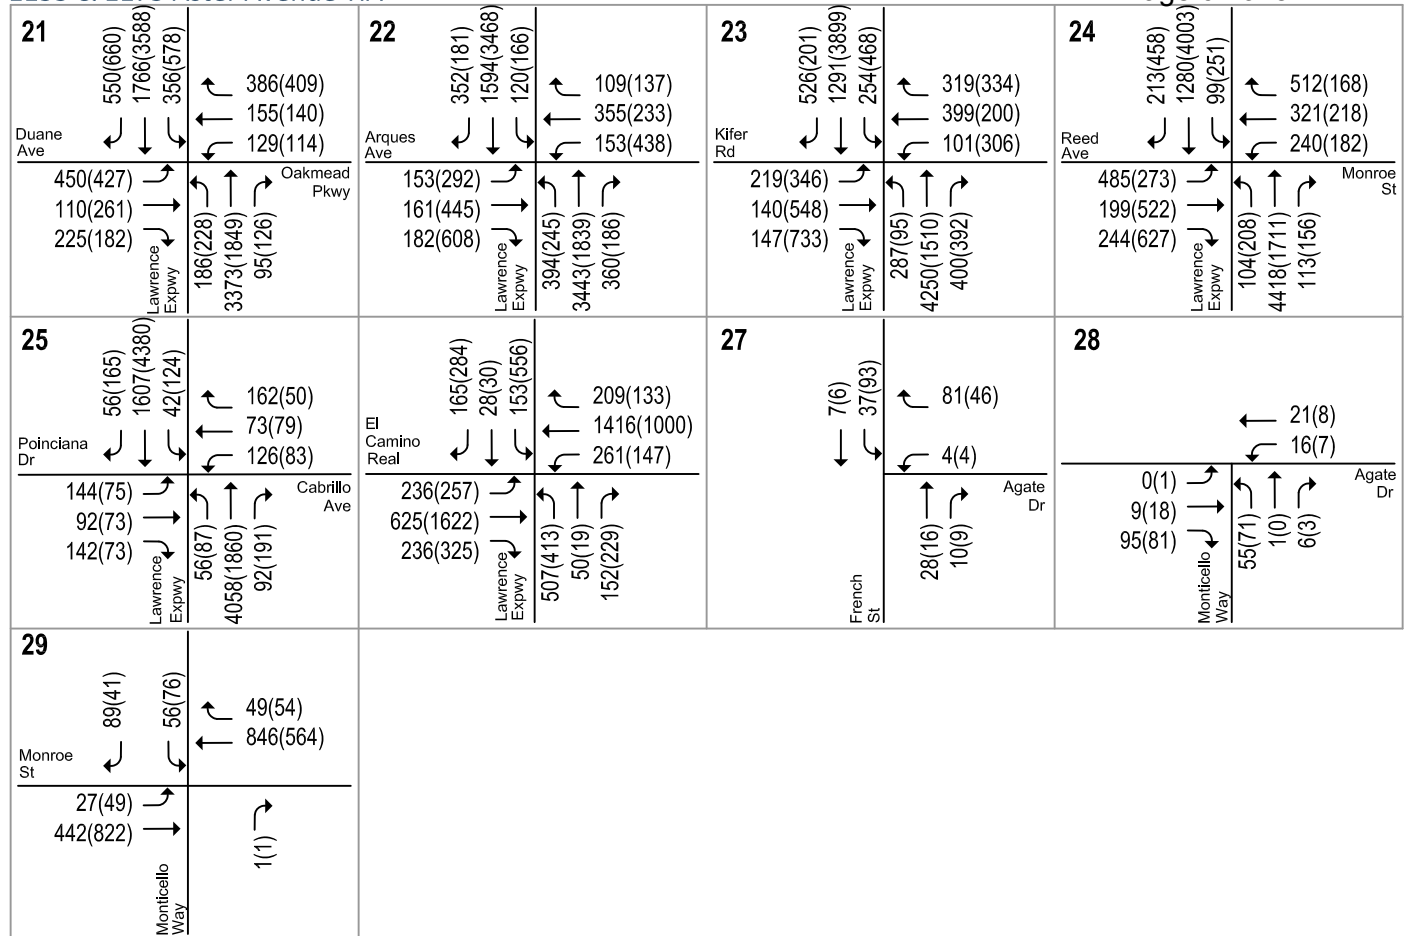 21
550(660)
1766(3588)
356(578)
386(409)
155(140)
129(114)
Duane
Ave
Oakmead
Pkwy
450(427)
110(261)
225(182)
Lawrence
Expwy
186(228)
3373(1849)
95(126)
22
352(181)
1594(3468)
120(166)
109(137)
355(233)
153(438)
Arques
Ave
153(292)
161(445)
182(608)
Lawrence
Expwy
394(245)
3443(1839)
360(186)
23
526(201)
1291(3899)
254(468)
319(334)
399(200)
101(306)
Kifer
Rd
219(346)
140(548)
147(733)
Lawrence
Expwy
287(95)
4250(1510)
400(392)
24
213(458)
1280(4003)
99(251)
512(168)
321(218)
240(182)
Reed
Ave
Monroe
St
485(273)
199(522)
244(627)
Lawrence
Expwy
104(208)
4418(1711)
113(156)
25
56(165)
1607(4380)
42(124)
162(50)
73(79)
126(83)
Poinciana
Dr
Cabrillo
Ave
144(75)
92(73)
142(73)
Lawrence
Expwy
56(87)
4058(1860)
92(191)
165(284)
28(30)
153(556)
209(133)
1416(1000)
261(147)
El
Camino
Real
236(257)
625(1622)
236(325)
Lawrence
Expwy
507(413)
50(19)
152(229)
27
7(6)
37(93)
81(46)
4(4)
Agate
Dr
French
St
28(16)
10(9)
28
21(8)
16(7)
Agate
Dr
0(1)
9(18)
95(81)
Monticello
Way
55(71)
1(0)
6(3)
29
89(41)
56(76)
49(54)
846(564)
Monroe
St
27(49)
442(822)
Monticello
Way
1(1)